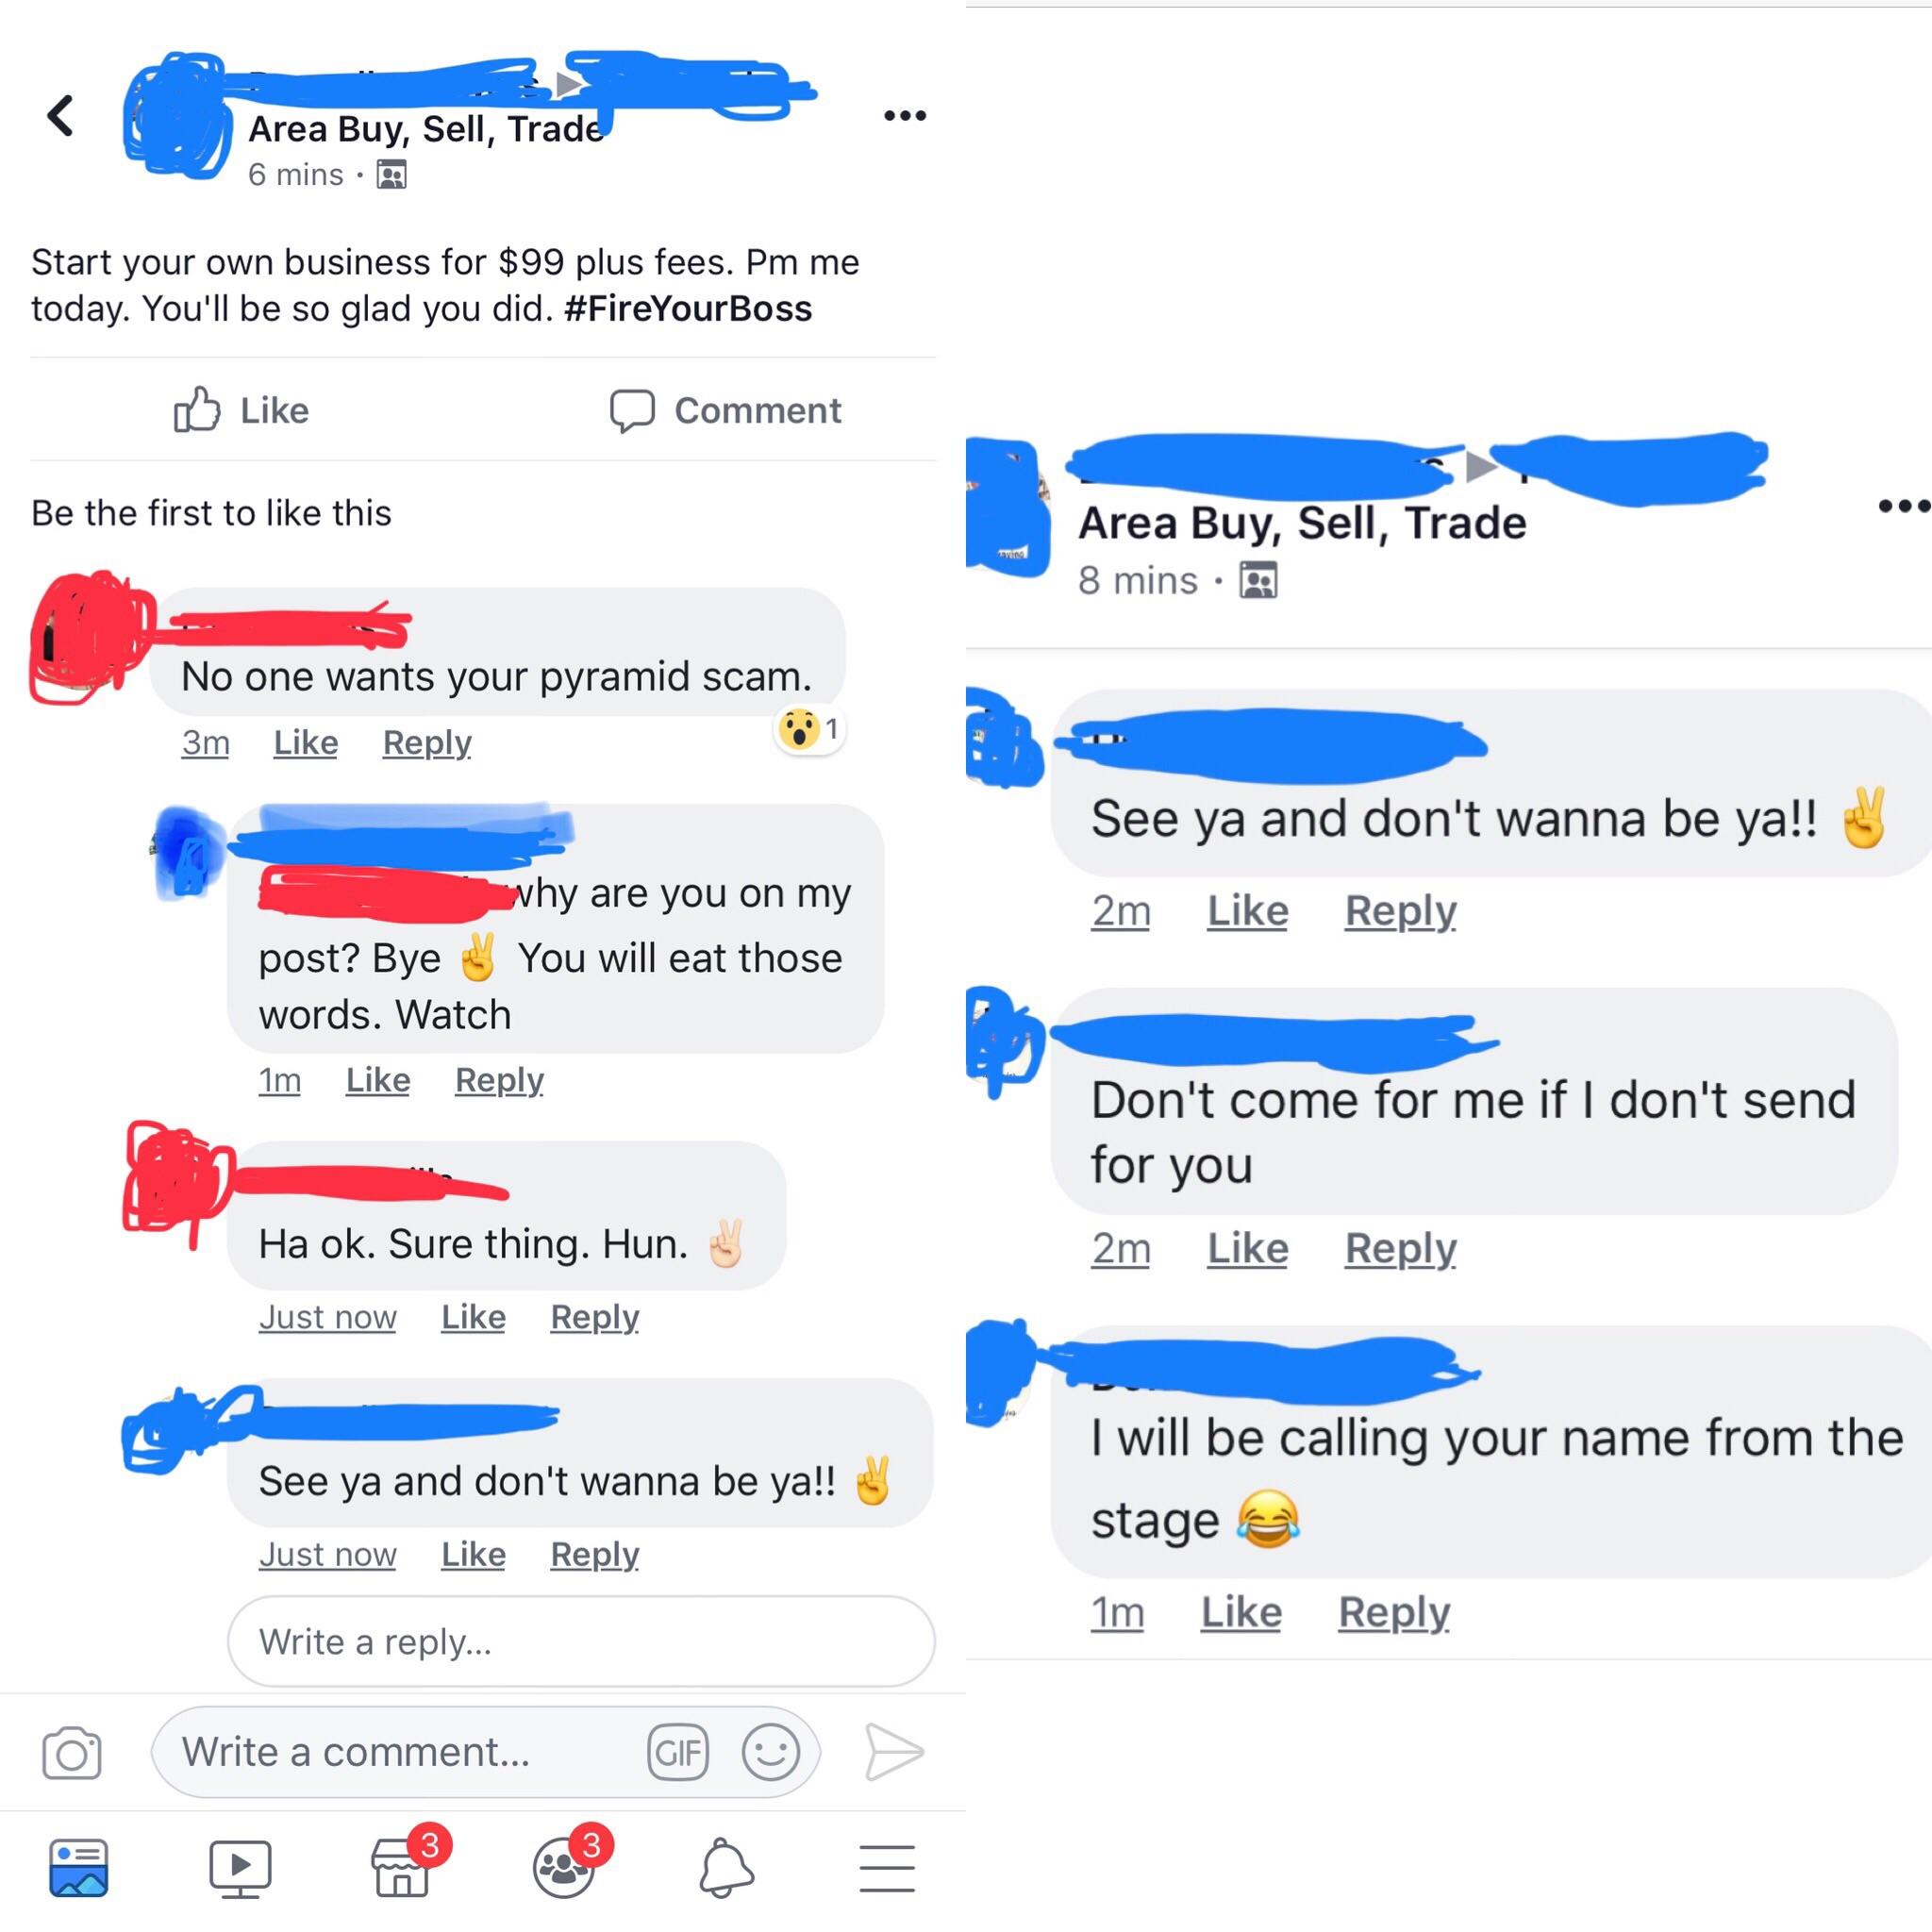 Area Buy, Sell, Trade
6 mins ·
Start your own business for $99 plus fees. Pm me
today. You'll be so glad you did. #FireYourBoss
Like Comment
Be the first to like this
No one wants your pyramid scam.
1
3m Like Reply
why are you on my
post? Bye ✌️ You will eat those
words. Watch
1m Like Reply
Ha ok. Sure thing. Hun. ✌🏻
Just now Like Reply
See ya and don't wanna be ya!! ✌️
Just now Like Reply
Write a reply...
Write a comment... GIF
3 3
Area Buy, Sell, Trade
8 mins ·
See ya and don't wanna be ya!! ✌️
2m Like Reply
Don't come for me if I don't send
for you
2m Like Reply
I will be calling your name from the
stage 😂
1m Like Reply